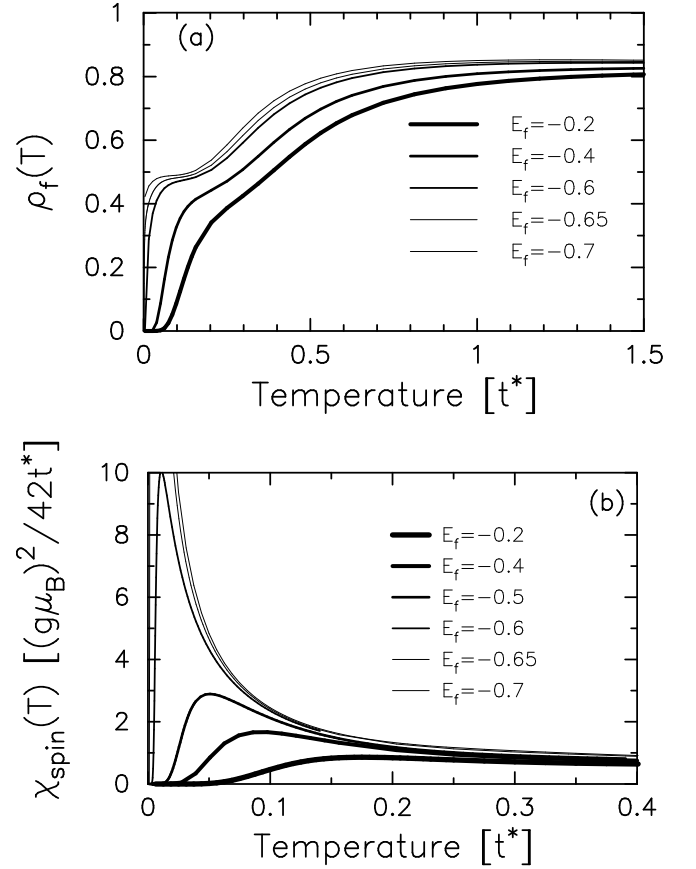 (a)
ρf(T)
0.8
0.6
0.4
0.2
0
E_f=−0.2
E_f=−0.4
E_f=−0.6
E_f=−0.65
E_f=−0.7
0 0.5 1 1.5
Temperature [t*]
(b)
χ_spin(T) [(gμ_B)^2/42t*]
10
8
6
4
2
0
E_f=−0.2
E_f=−0.4
E_f=−0.5
E_f=−0.6
E_f=−0.65
E_f=−0.7
0 0.1 0.2 0.3 0.4
Temperature [t*]